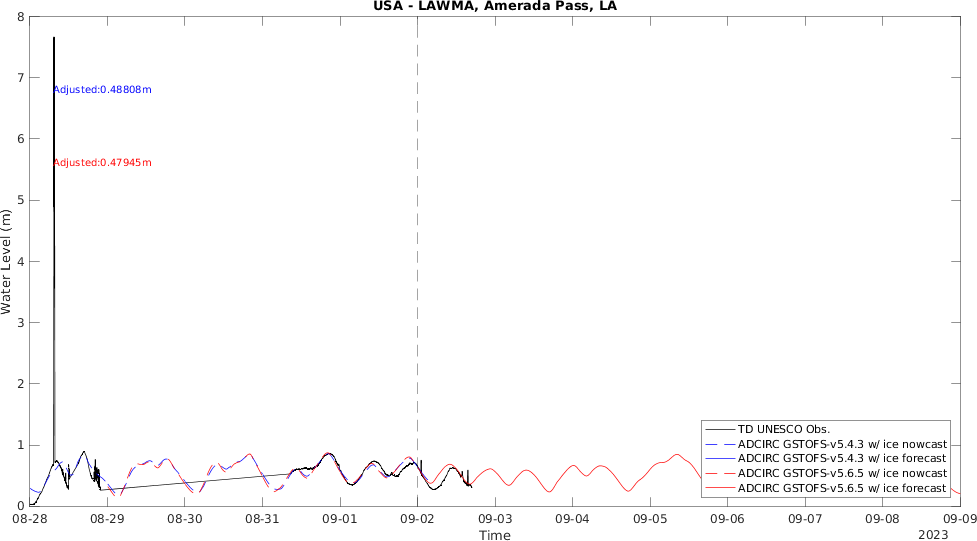 USA - LAWMA, Amerada Pass, LA
8
7
6
5
4
3
2
1
0
Water Level (m)
Adjusted:0.48808m
Adjusted:0.47945m
TD UNESCO Obs.
ADCIRC GSTOFS-v5.4.3 w/ ice nowcast
ADCIRC GSTOFS-v5.4.3 w/ ice forecast
ADCIRC GSTOFS-v5.6.5 w/ ice nowcast
ADCIRC GSTOFS-v5.6.5 w/ ice forecast
08-28 08-29 08-30 08-31 09-01 09-02 09-03 09-04 09-05 09-06 09-07 09-08 09-09
Time
2023